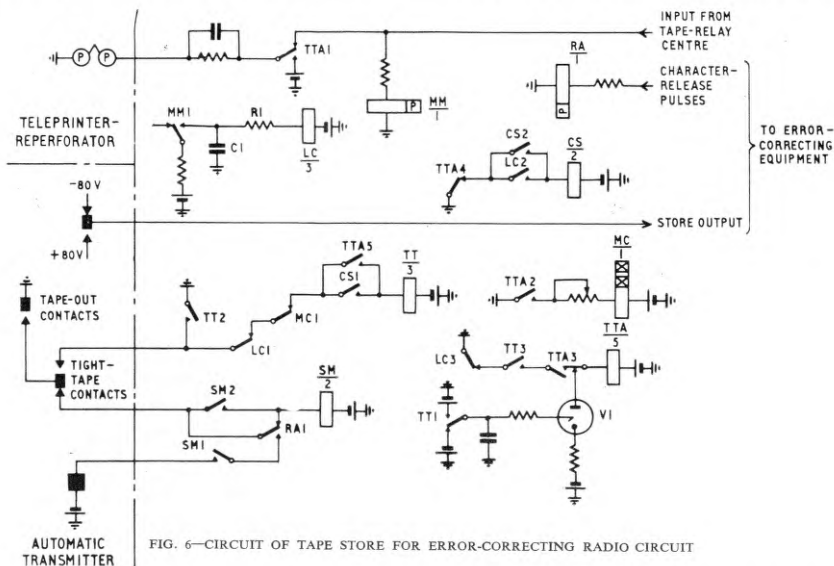 INPUT FROM
TAPE-RELAY
CENTRE
P P
TTA1
RA
1
P
CHARACTER-
RELEASE
PULSES
MM
1
P
TELEPRINTER-
REPERFORATOR
MM1
R1
C1
LC
3
CS2
LC2
CS
2
TTA4
TO ERROR-
CORRECTING
EQUIPMENT
-80V
STORE OUTPUT
+80V
TTA5
CS1
TT
3
MC
1
TTA2
TAPE-OUT
CONTACTS
TT2
MC1
LC1
TTA
5
LC3
TT3
TTA3
TIGHT-
TAPE
CONTACTS
SM2
SM
2
RA1
SM1
TT1
V1
AUTOMATIC
TRANSMITTER
FIG. 6—CIRCUIT OF TAPE STORE FOR ERROR-CORRECTING RADIO CIRCUIT